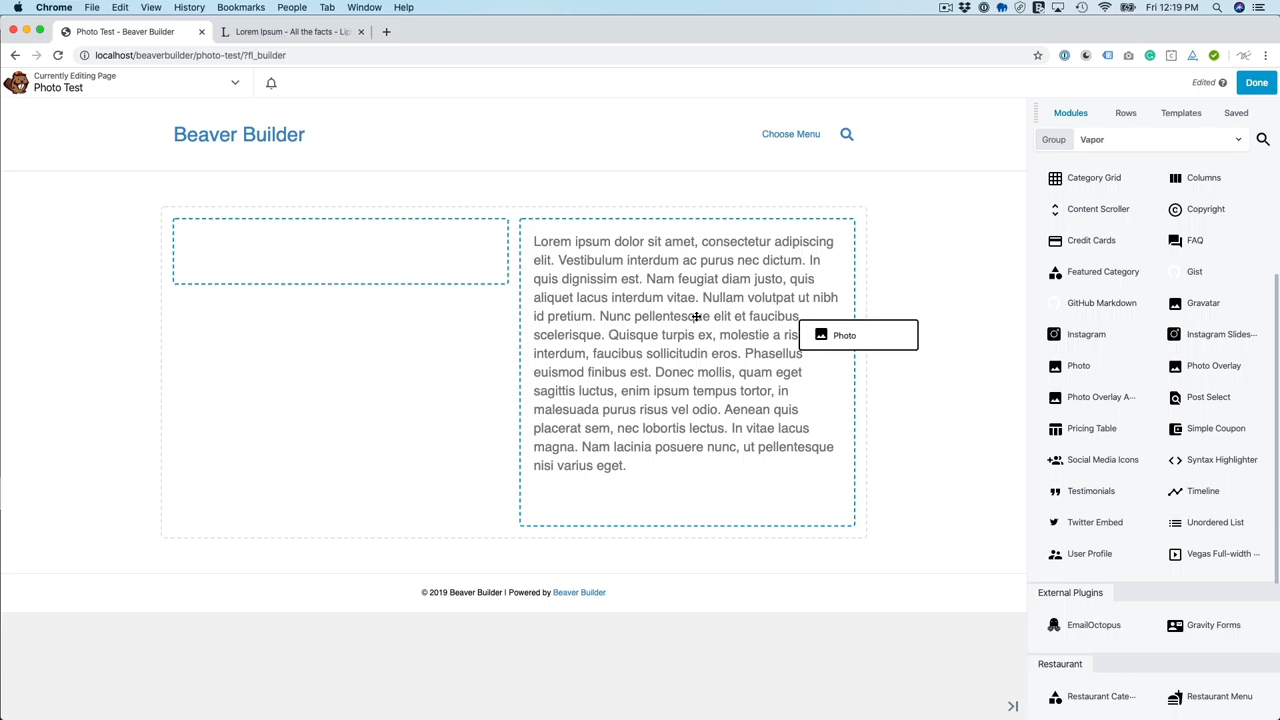 Chrome File Edit View History Bookmarks People Tab Window Help
Fri 12:19 PM
Photo Test - Beaver Builder
Lorem Ipsum - All the facts - Lip
localhost/beaverbuilder/photo-test/?fl_builder
Currently Editing Page
Photo Test
Edited
Done
Beaver Builder
Choose Menu
Lorem ipsum dolor sit amet, consectetur adipiscing
elit. Vestibulum interdum ac purus nec dictum. In
quis dignissim est. Nam feugiat diam justo, quis
aliquet lacus interdum vitae. Nullam volutpat ut nibh
id pretium. Nunc pellentesque elit et faucibus
scelerisque. Quisque turpis ex, molestie a ris
interdum, faucibus sollicitudin eros. Phasellus
euismod finibus est. Donec mollis, quam eget
sagittis luctus, enim ipsum tempus tortor, in
malesuada purus risus vel odio. Aenean quis
placerat sem, nec lobortis lectus. In vitae lacus
magna. Nam lacinia posuere nunc, ut pellentesque
nisi varius eget.
Photo
© 2019 Beaver Builder | Powered by Beaver Builder
Modules Rows Templates Saved
Group Vapor
Category Grid Columns
Content Scroller Copyright
Credit Cards FAQ
Featured Category Gist
GitHub Markdown Gravatar
Instagram Instagram Slides···
Photo Photo Overlay
Photo Overlay A··· Post Select
Pricing Table Simple Coupon
Social Media Icons Syntax Highlighter
Testimonials Timeline
Twitter Embed Unordered List
User Profile Vegas Full-width ···
External Plugins
EmailOctopus Gravity Forms
Restaurant
Restaurant Cate··· Restaurant Menu